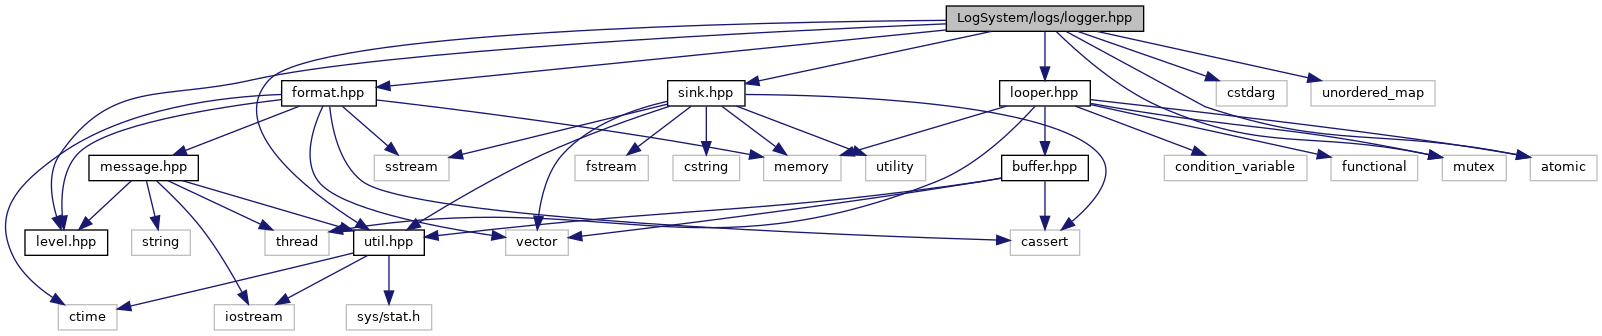 LogSystem/logs/logger.hpp
format.hpp
sink.hpp
looper.hpp
cstdarg
unordered_map
message.hpp
sstream
fstream
cstring
memory
utility
buffer.hpp
condition_variable
functional
mutex
atomic
level.hpp
string
thread
util.hpp
vector
cassert
ctime
iostream
sys/stat.h